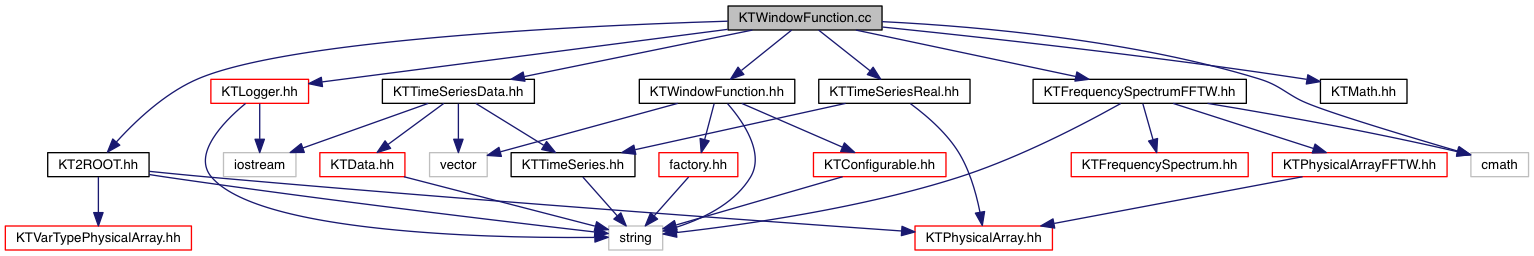 KTWindowFunction.cc
KTLogger.hh
KTTimeSeriesData.hh
KTWindowFunction.hh
KTTimeSeriesReal.hh
KTFrequencySpectrumFFTW.hh
KTMath.hh
KT2ROOT.hh
iostream
KTData.hh
vector
KTTimeSeries.hh
factory.hh
KTConfigurable.hh
KTFrequencySpectrum.hh
KTPhysicalArrayFFTW.hh
cmath
KTVarTypePhysicalArray.hh
string
KTPhysicalArray.hh